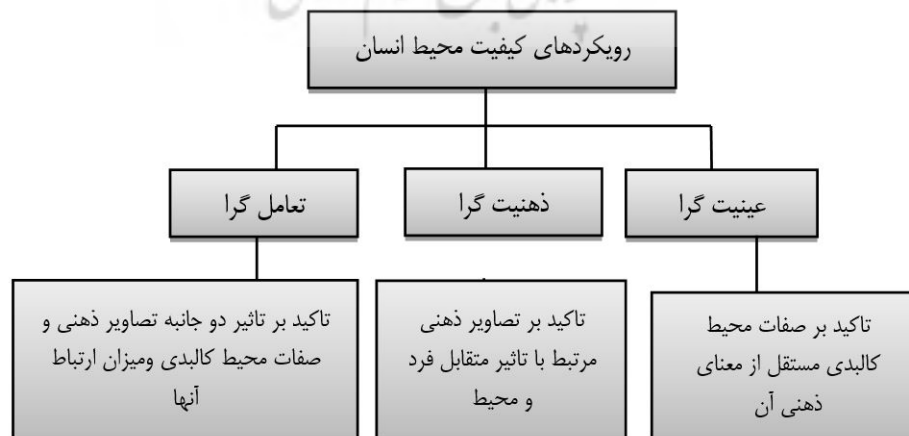 رویکردهای کیفیت محیط انسان
عینیت گرا
ذهنیت گرا
تعامل گرا
تاکید بر صفات محیط
کالبدی مستقل از معنای
ذهنی آن
تاکید بر تصاویر ذهنی
مرتبط با تاثیر متقابل فرد
و محیط
تاکید بر تاثیر دو جانبه تصاویر ذهنی و
صفات محیط کالبدی ومیزان ارتباط
آنها